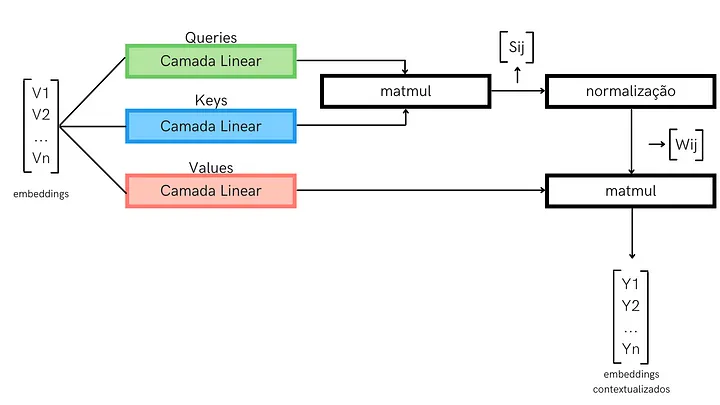 Queries
Camada Linear
[Sij]
matmul
normalização
V1
V2
...
Vn
embeddings
Keys
Camada Linear
[Wij]
Values
Camada Linear
matmul
Y1
Y2
...
Yn
embeddings
contextualizados